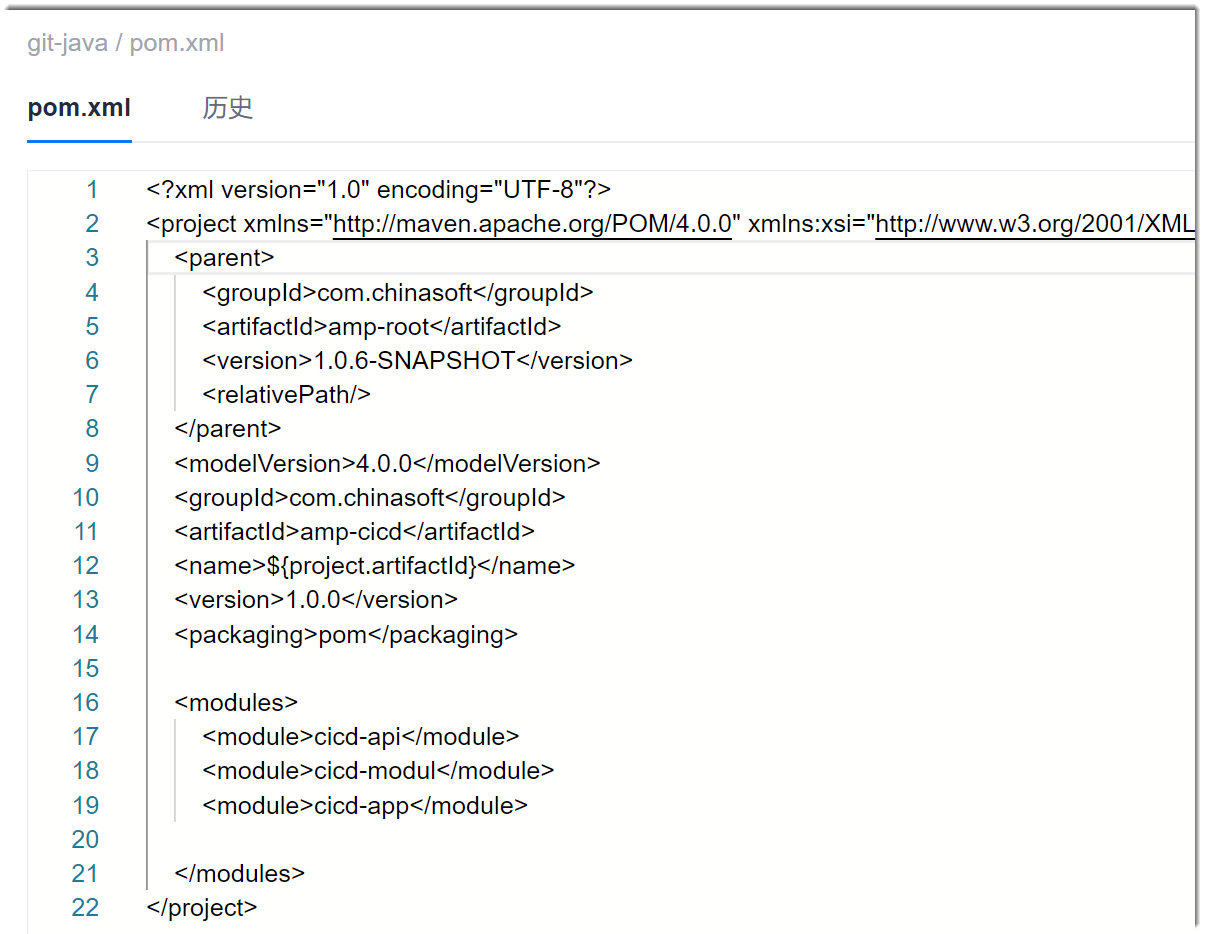 git-java / pom.xml
pom.xml 历史
1 <?xml version="1.0" encoding="UTF-8"?>
2 <project xmlns="http://maven.apache.org/POM/4.0.0" xmlns:xsi="http://www.w3.org/2001/XML
3 <parent>
4 <groupId>com.chinasoft</groupId>
5 <artifactId>amp-root</artifactId>
6 <version>1.0.6-SNAPSHOT</version>
7 <relativePath/>
8 </parent>
9 <modelVersion>4.0.0</modelVersion>
10 <groupId>com.chinasoft</groupId>
11 <artifactId>amp-cicd</artifactId>
12 <name>${project.artifactId}</name>
13 <version>1.0.0</version>
14 <packaging>pom</packaging>
15
16 <modules>
17 <module>cicd-api</module>
18 <module>cicd-modul</module>
19 <module>cicd-app</module>
20
21 </modules>
22 </project>